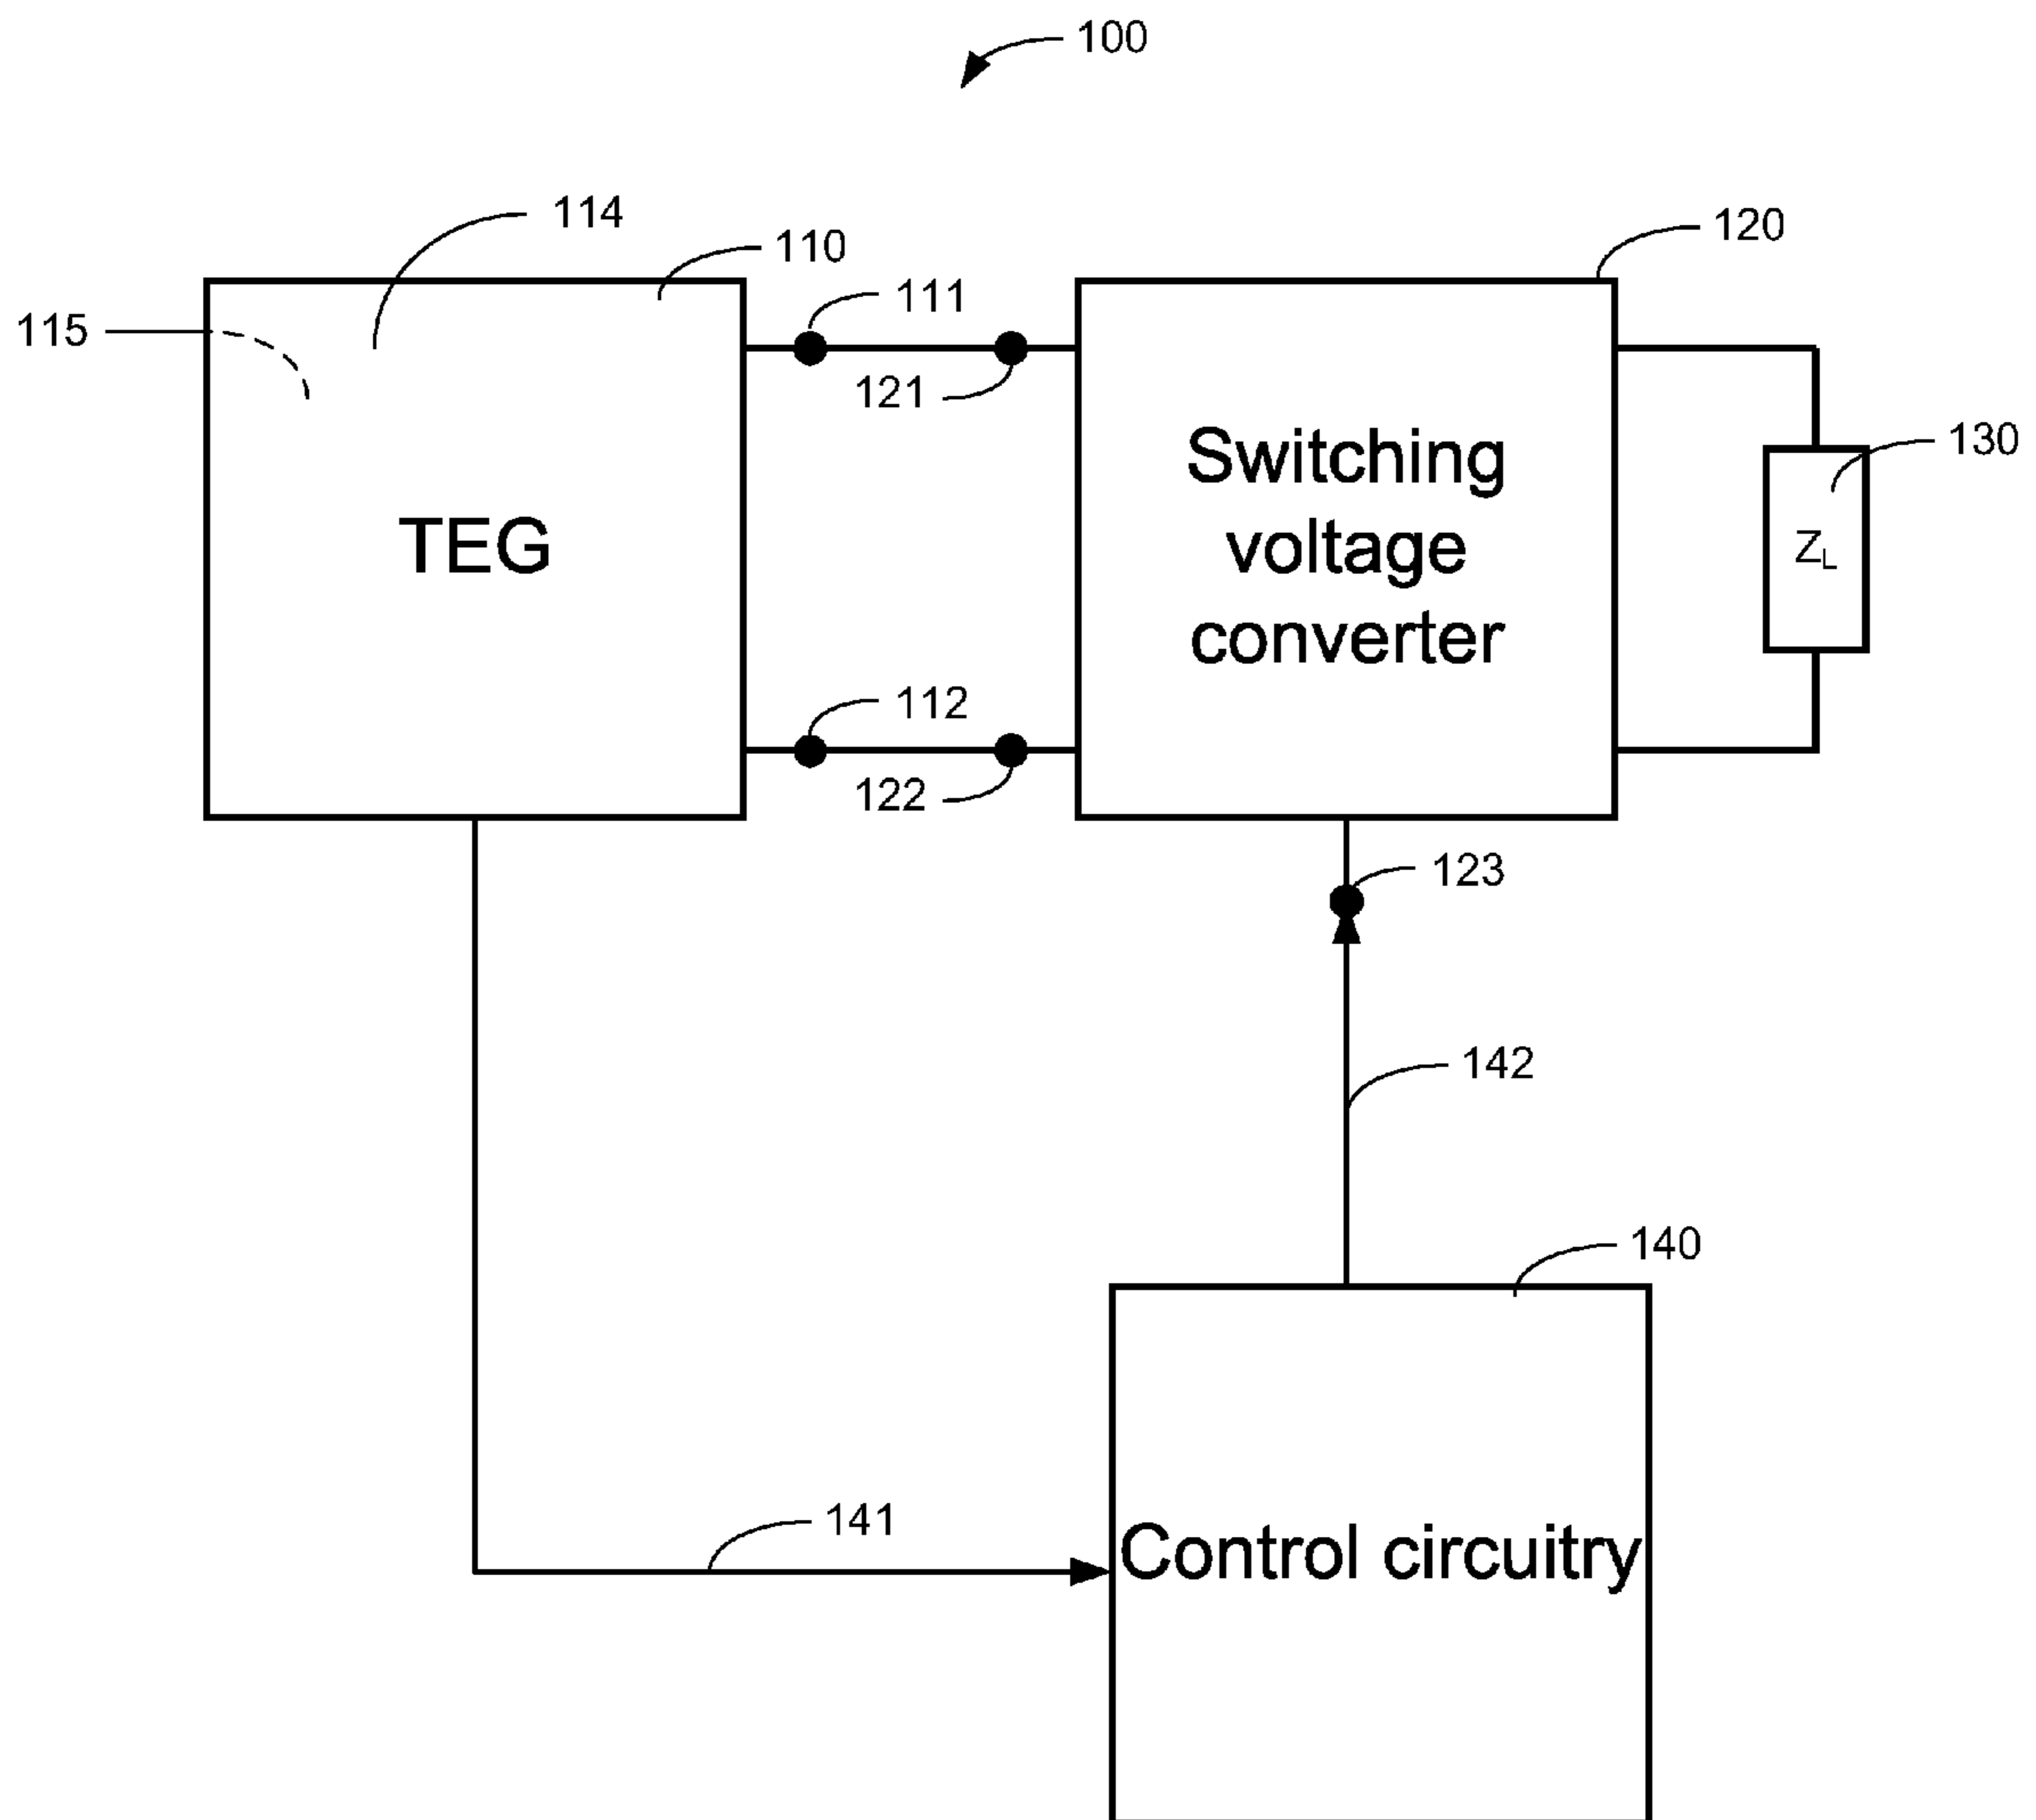 100
114
110
120
111
115
121
130
Switching
voltage
converter
TEG
Z_L
112
122
123
142
140
141
Control circuitry